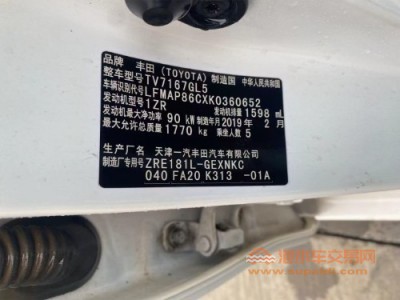 品牌 丰田(TOYOTA) 制造国 中华人民共和国
整车型号 TV7167GL5
车辆识别代号 LFMAP86CXK0360652
发动机型号 1ZR 发动机排量 1598 mL
发动机最大净功率 90 kW 制造年月 2019 年 2 月
最大允许总质量 1770 kg 乘坐人数 5
生产厂名 天津一汽丰田汽车有限公司
制造厂专用号 ZRE181L-GEXNKC
040 FA20 K313 -01A